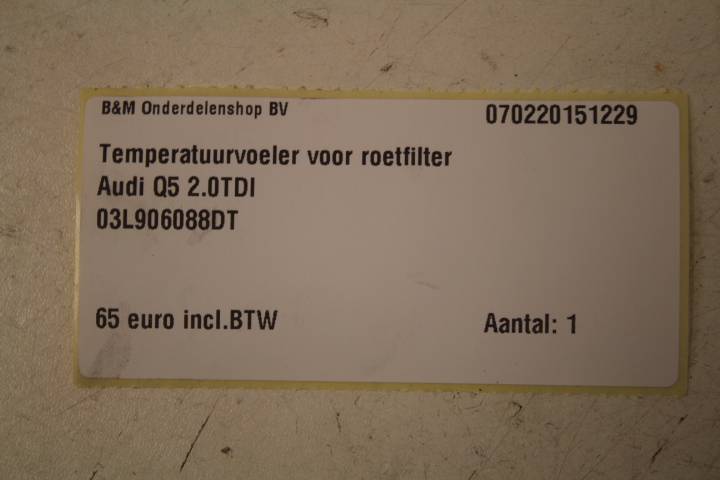 B&M Onderdelenshop BV 070220151229
Temperatuurvoeler voor roetfilter
Audi Q5 2.0TDI
03L906088DT
65 euro incl.BTW Aantal: 1